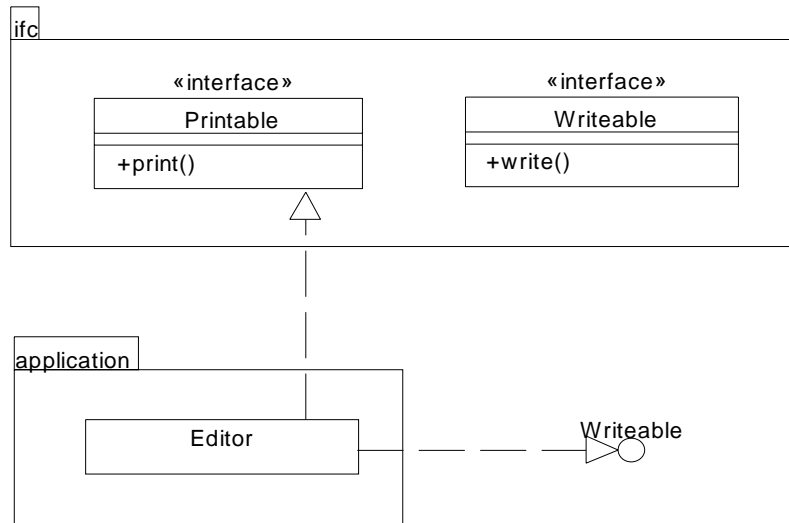 ifc
«interface»
Printable
+print()
«interface»
Writeable
+write()
application
Editor
Writeable